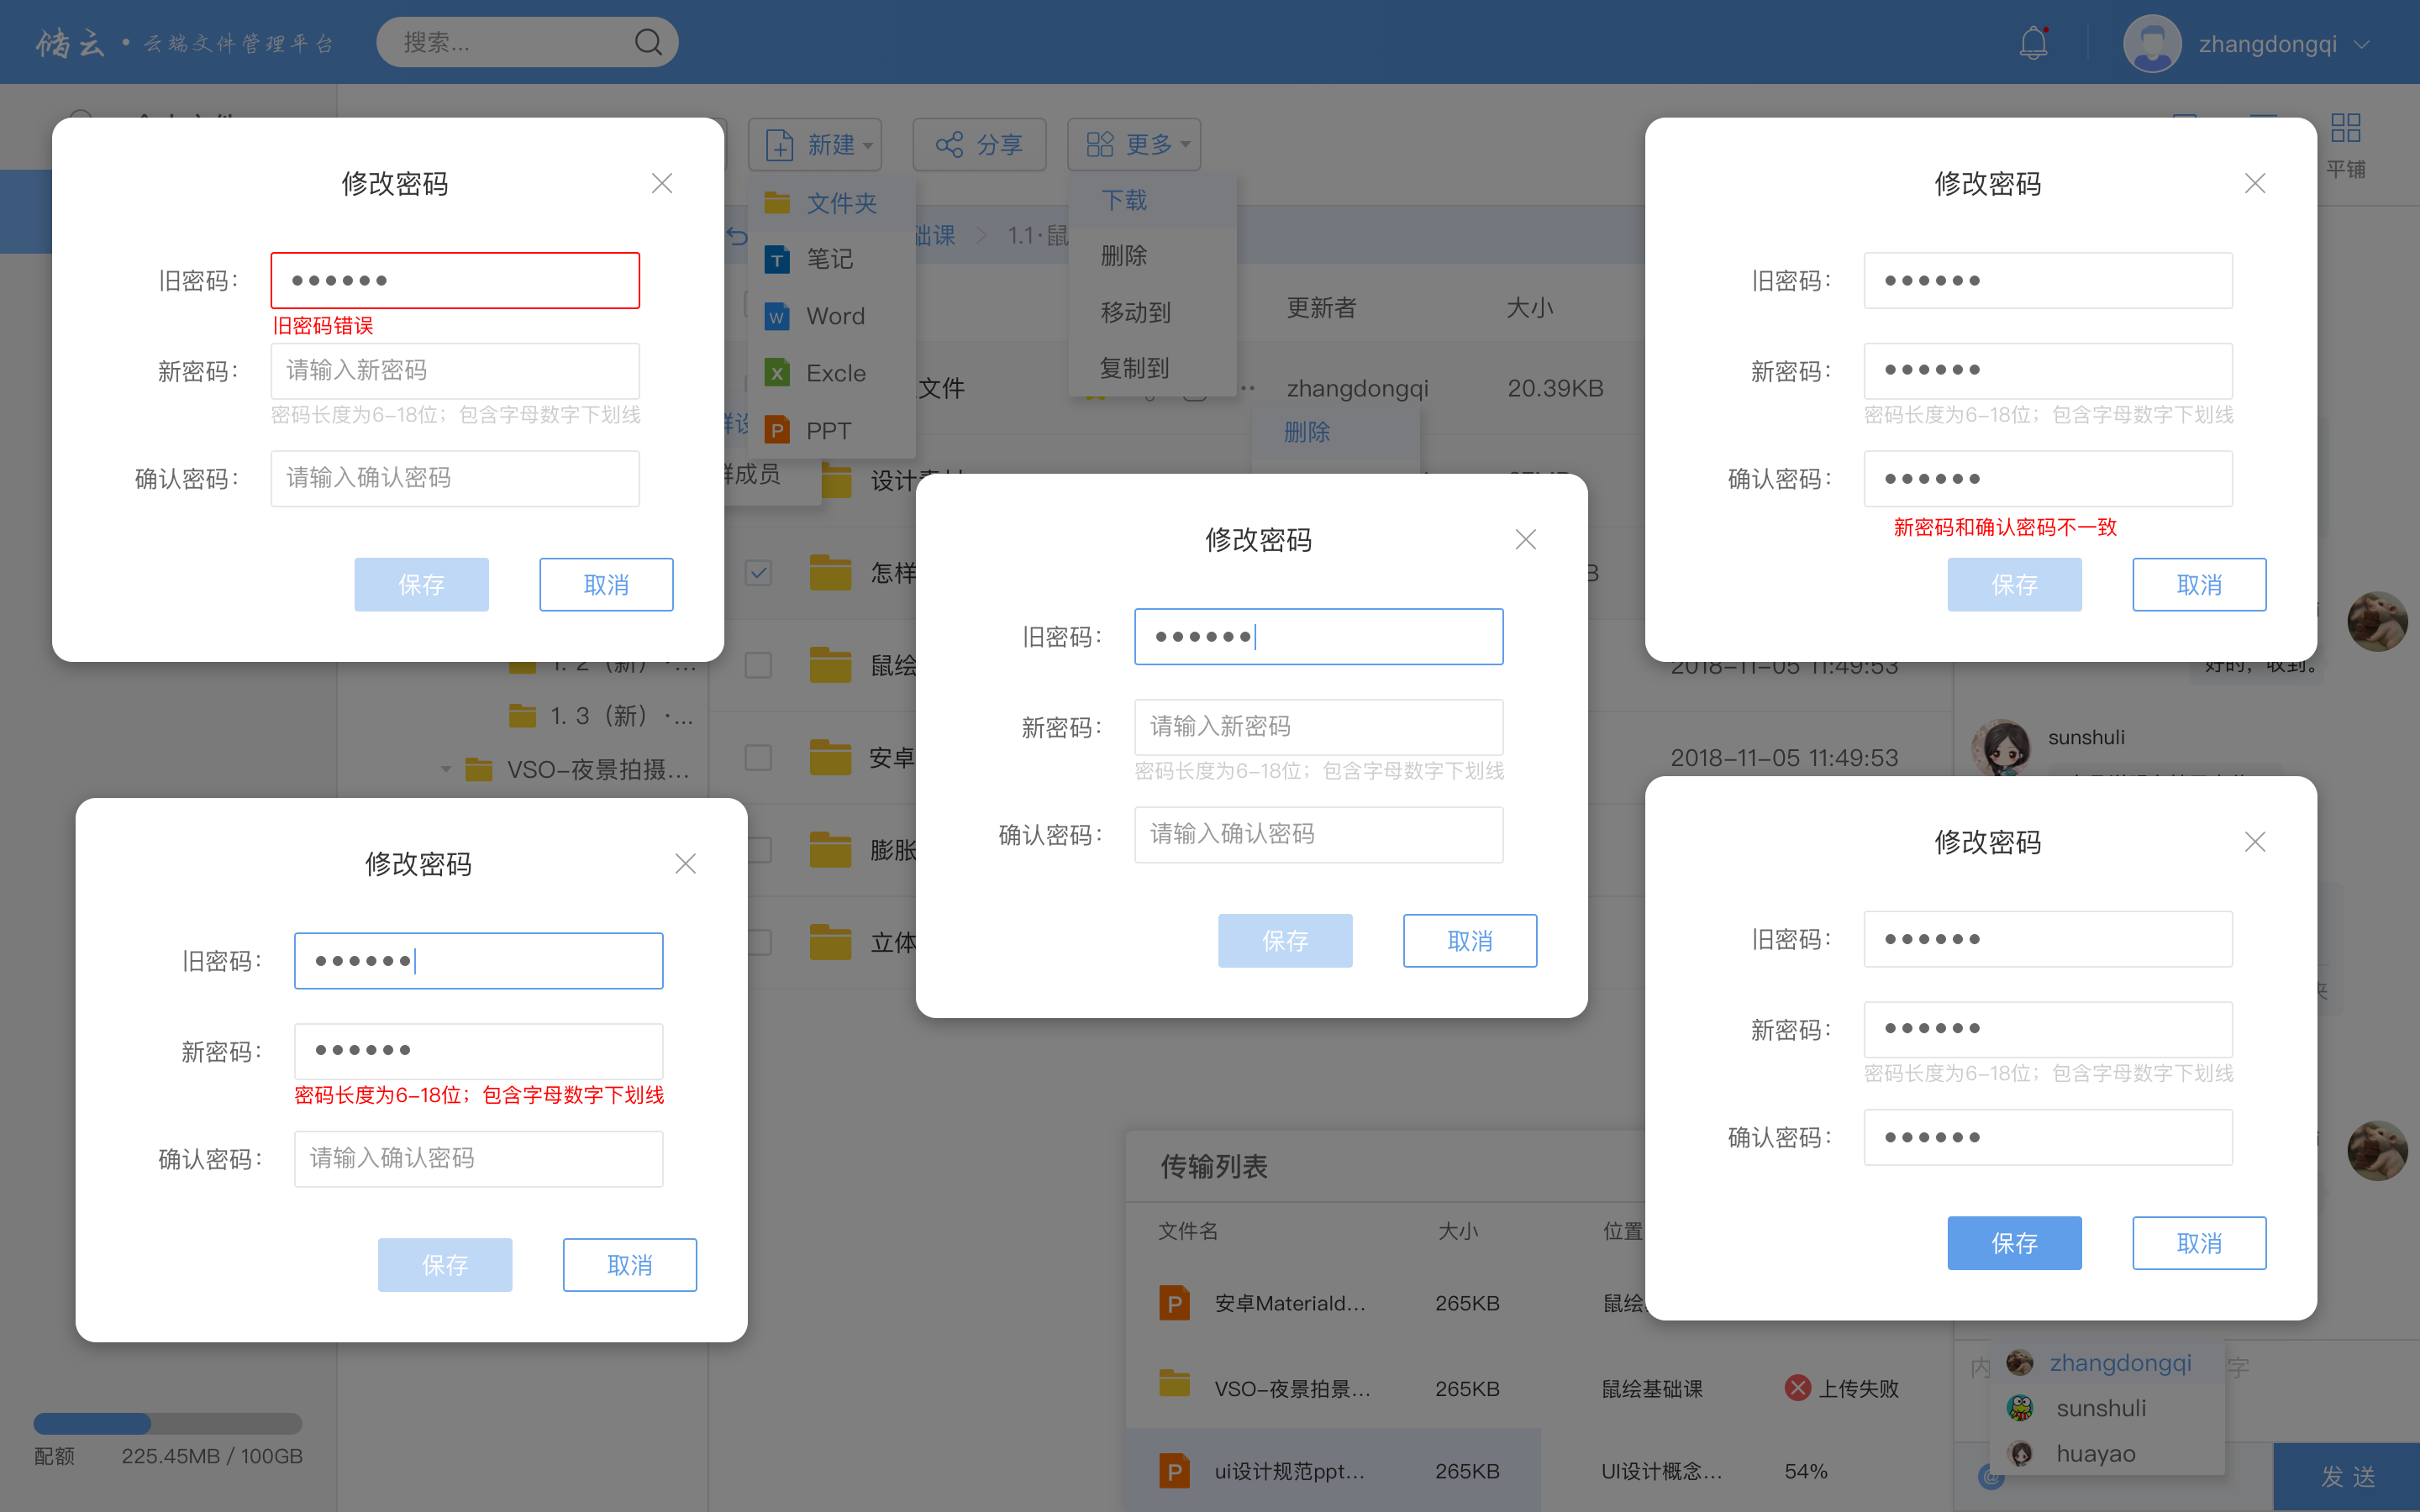 储云·云端文件管理平台
搜索...
zhangdongqi
新建
分享
更多
平铺
文件夹
笔记
Word
Excle
PPT
下载
删除
移动到
复制到
础课 > 1.1·鼠
更新者
大小
文件
zhangdongqi
20.39KB
删除
群设
群成员
修改密码
旧密码：
旧密码错误
新密码：
请输入新密码
密码长度为6-18位；包含字母数字下划线
确认密码：
请输入确认密码
保存
取消
修改密码
旧密码：
新密码：
密码长度为6-18位；包含字母数字下划线
确认密码：
新密码和确认密码不一致
保存
取消
修改密码
旧密码：
新密码：
请输入新密码
密码长度为6-18位；包含字母数字下划线
确认密码：
请输入确认密码
保存
取消
设计素材
怎样
B
鼠绘
安卓
膨胀
立体
1. 2（新）·...
1. 3（新）·...
VSO-夜景拍摄...
2018-11-05 11:49:53
2018-11-05 11:49:53
好的，收到。
sunshuli
修改密码
旧密码：
新密码：
密码长度为6-18位；包含字母数字下划线
确认密码：
请输入确认密码
保存
取消
修改密码
旧密码：
新密码：
密码长度为6-18位；包含字母数字下划线
确认密码：
保存
取消
传输列表
文件名
大小
位置
安卓Materiald...
265KB
鼠绘
VSO-夜景拍景...
265KB
鼠绘基础课
上传失败
ui设计规范ppt...
265KB
UI设计概念...
54%
内
字
zhangdongqi
sunshuli
huayao
@
发 送
配额
225.45MB / 100GB